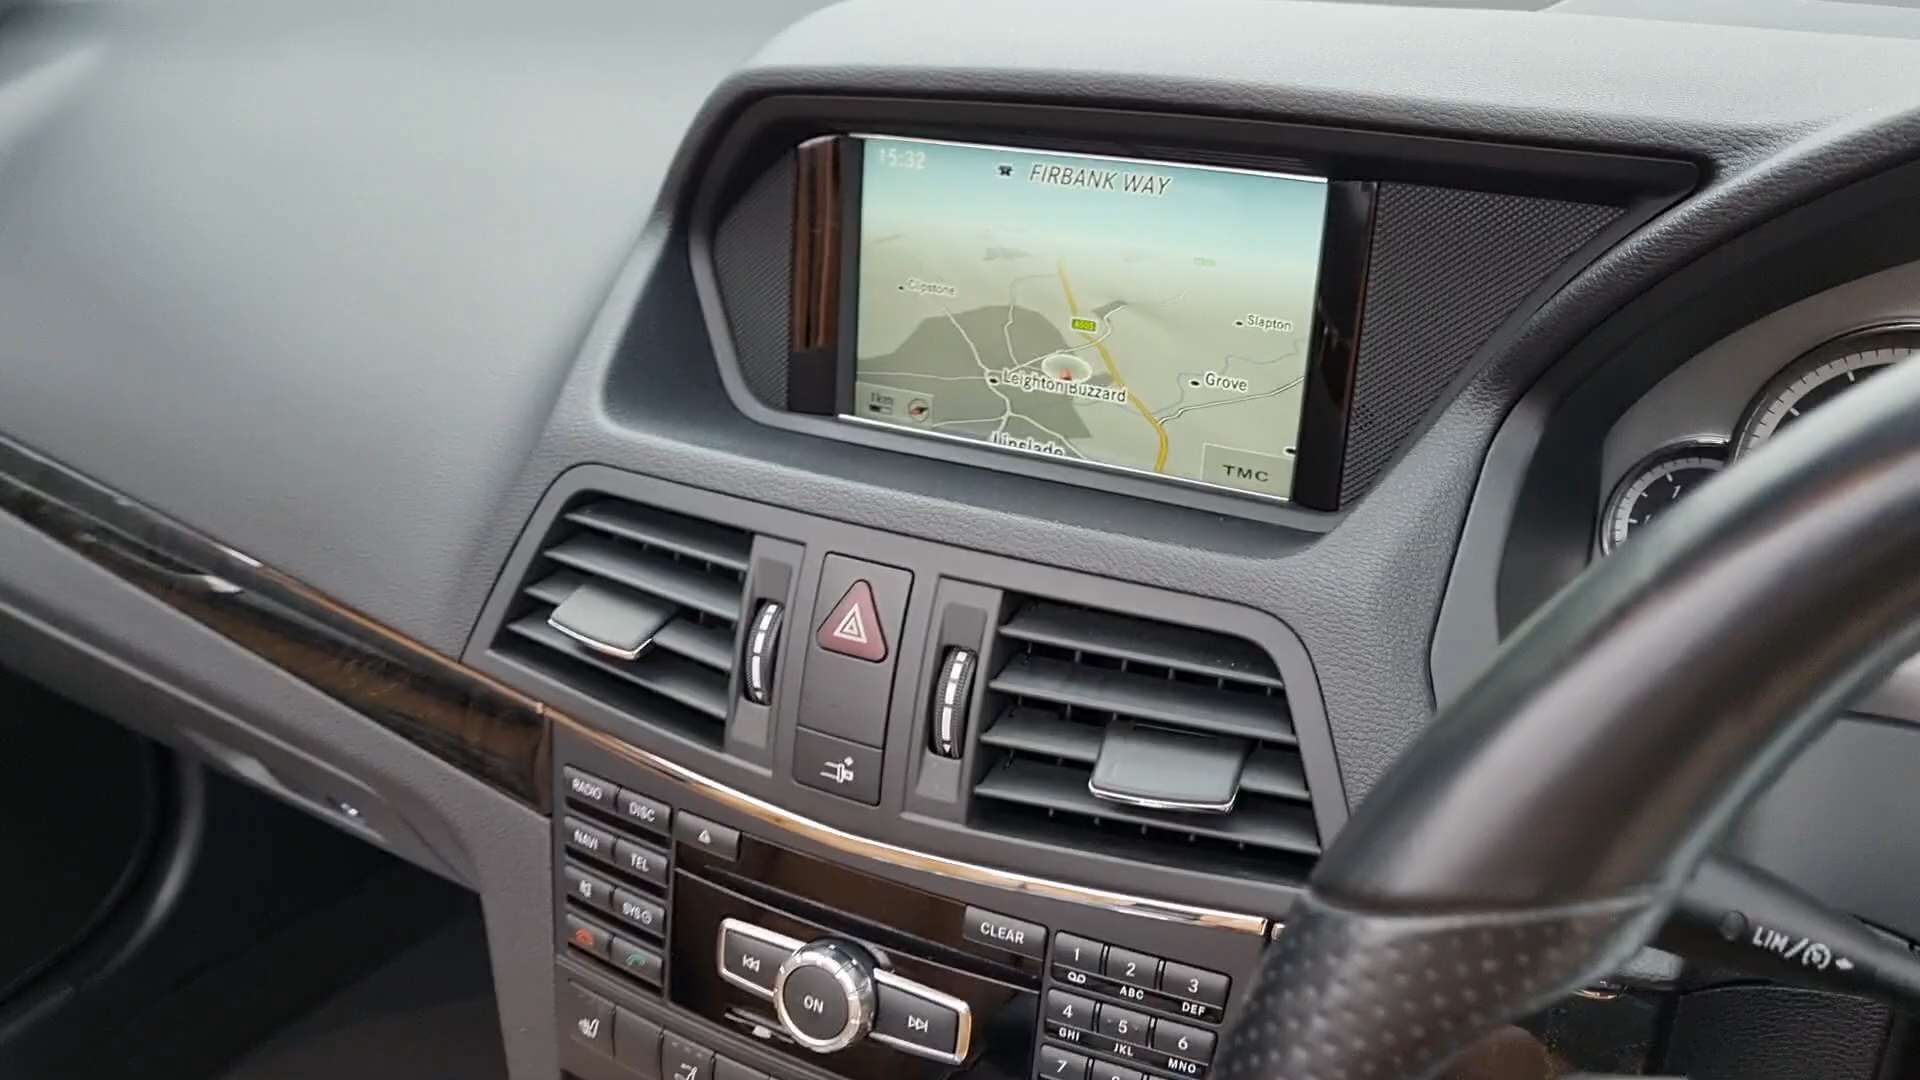 15:32
FIRBANK WAY
Clipstone
Slapton
Grove
Leighton Buzzard
1km
Linslade
TMC
RADIO
DISC
NAVI
TEL
SYS
CLEAR
ON
1
2 ABC
3 DEF
4 GHI
5 JKL
6 MNO
7
LIM/